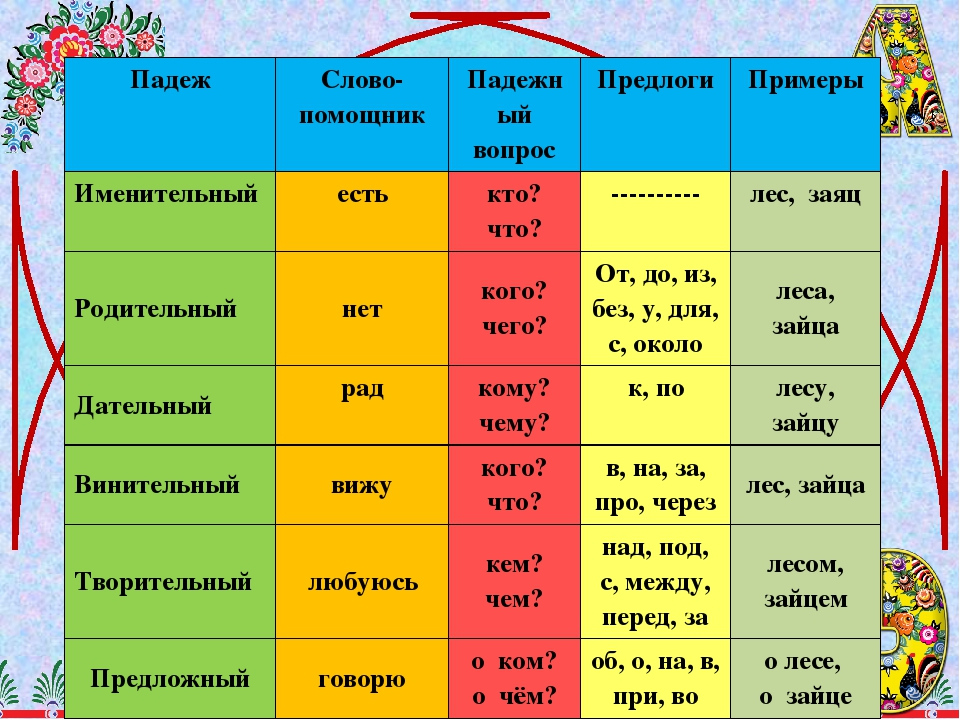 Падеж
Слово-
помощник
Падежн
ый
вопрос
Предлоги
Примеры
Именительный
есть
кто?
что?
----------
лес, заяц
Родительный
нет
кого?
чего?
От, до, из,
без, у, для,
с, около
леса,
зайца
Дательный
рад
кому?
чему?
к, по
лесу,
зайцу
Винительный
вижу
кого?
что?
в, на, за,
про, через
лес, зайца
Творительный
любуюсь
кем?
чем?
над, под,
с, между,
перед, за
лесом,
зайцем
Предложный
говорю
о ком?
о чём?
об, о, на, в,
при, во
о лесе,
о зайце